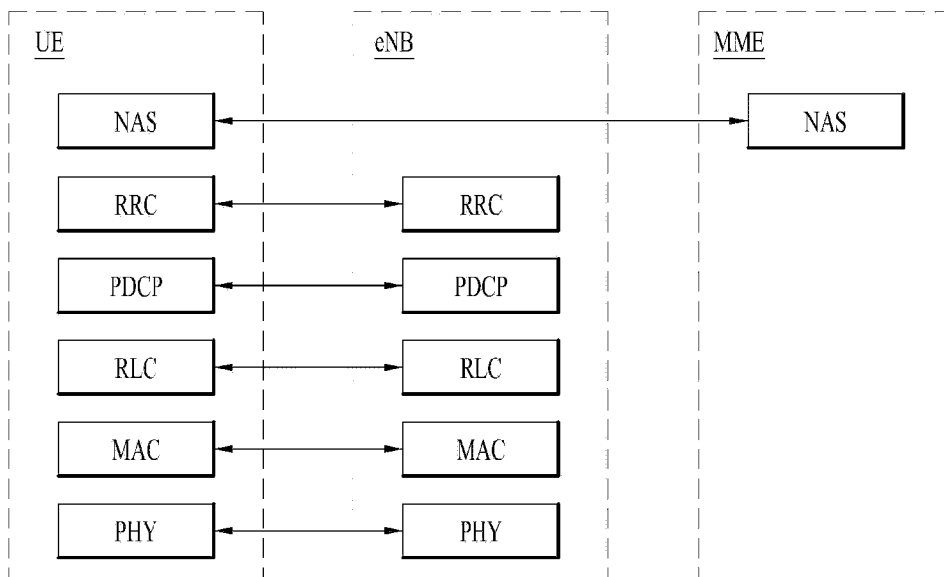 UE eNB MME
NAS NAS
RRC RRC
PDCP PDCP
RLC RLC
MAC MAC
PHY PHY